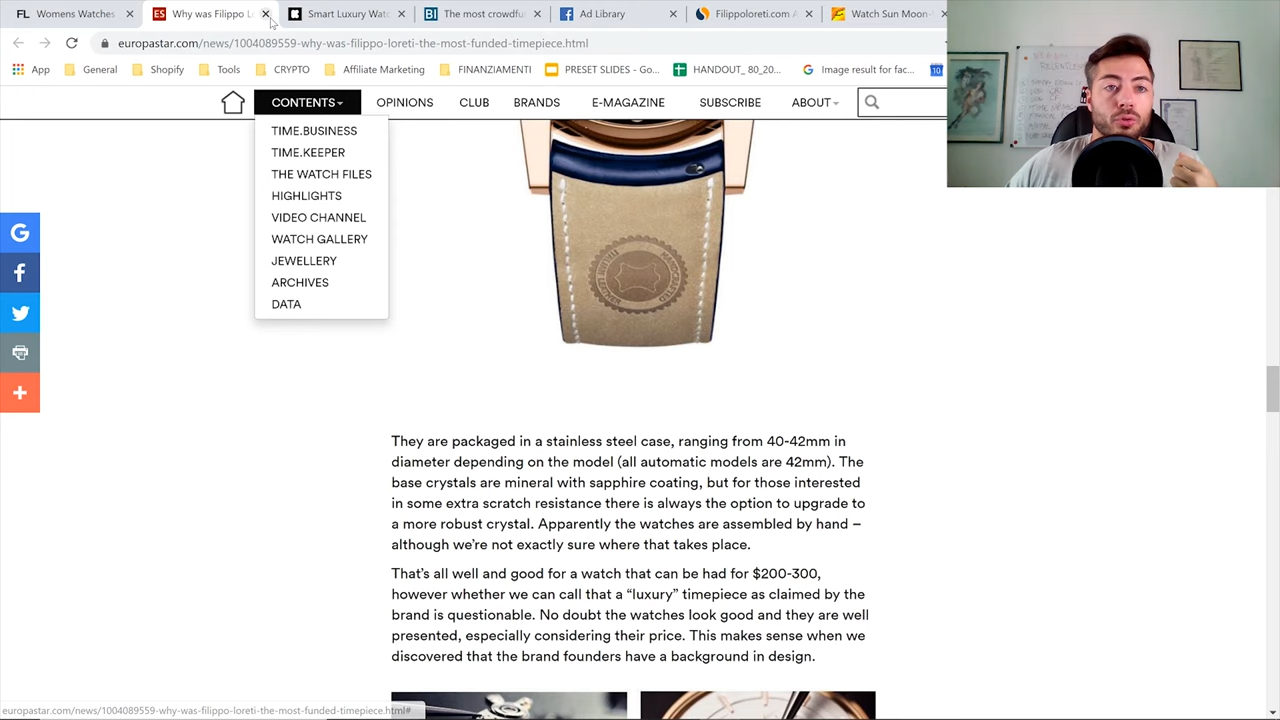 FL Womens Watches
ES Why was Filippo Lo
Smart Luxury Watc
BI The most crowdfu
Ad Library
Filippoloreti.com A
Watch Sun Moon-
europastar.com/news/1004089559-why-was-filippo-loreti-the-most-funded-timepiece.html
App
General
Shopify
Tools
CRYPTO
Affiliate Marketing
FINANZIAMENTI
PRESET SLIDES - Go...
HANDOUT_ 80_20...
Image result for fac...
10
CONTENTS
OPINIONS
CLUB
BRANDS
E-MAGAZINE
SUBSCRIBE
ABOUT
TIME.BUSINESS
TIME.KEEPER
THE WATCH FILES
HIGHLIGHTS
VIDEO CHANNEL
WATCH GALLERY
JEWELLERY
ARCHIVES
DATA
They are packaged in a stainless steel case, ranging from 40-42mm in
diameter depending on the model (all automatic models are 42mm). The
base crystals are mineral with sapphire coating, but for those interested
in some extra scratch resistance there is always the option to upgrade to
a more robust crystal. Apparently the watches are assembled by hand –
although we're not exactly sure where that takes place.
That's all well and good for a watch that can be had for $200-300,
however whether we can call that a “luxury” timepiece as claimed by the
brand is questionable. No doubt the watches look good and they are well
presented, especially considering their price. This makes sense when we
discovered that the brand founders have a background in design.
europastar.com/news/1004089559-why-was-filippo-loreti-the-most-funded-timepiece.html#